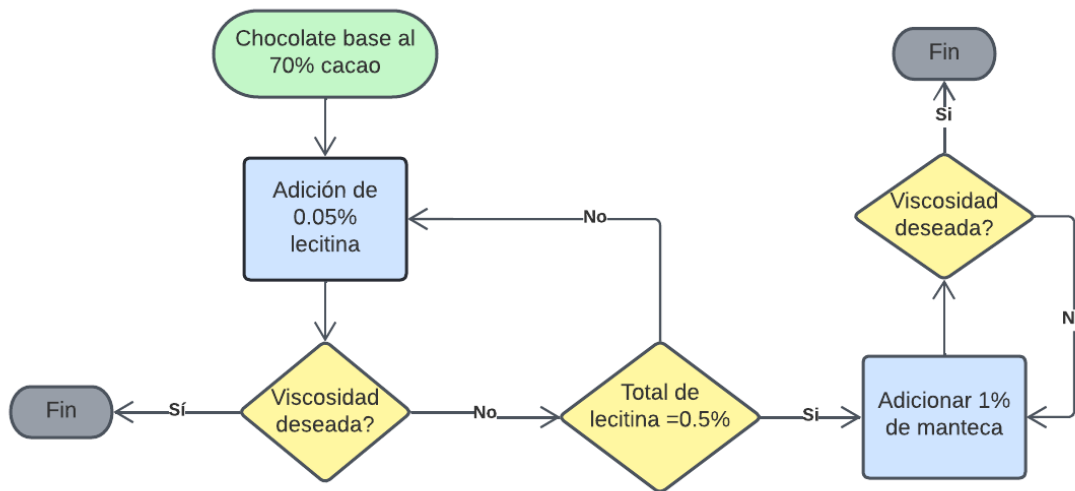 Chocolate base al
70% cacao
Adición de
0.05%
lecitina
Viscosidad
deseada?
Sí
Fin
No
Total de
lecitina =0.5%
No
Si
Adicionar 1%
de manteca
Viscosidad
deseada?
Si
Fin
N